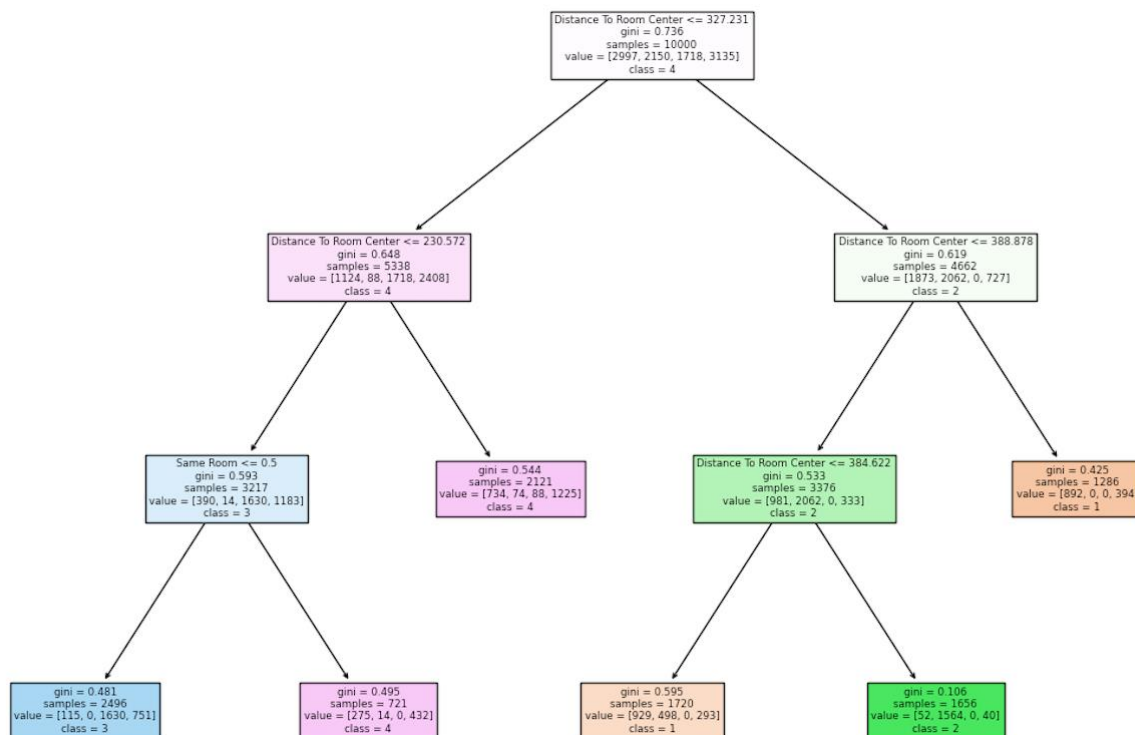 Distance To Room Center <= 327.231
gini = 0.736
samples = 10000
value = [2997, 2150, 1718, 3135]
class = 4
Distance To Room Center <= 230.572
gini = 0.648
samples = 5338
value = [1124, 88, 1718, 2408]
class = 4
Distance To Room Center <= 388.878
gini = 0.619
samples = 4662
value = [1873, 2062, 0, 727]
class = 2
Same Room <= 0.5
gini = 0.593
samples = 3217
value = [390, 14, 1630, 1183]
class = 3
gini = 0.544
samples = 2121
value = [734, 74, 88, 1225]
class = 4
Distance To Room Center <= 384.622
gini = 0.533
samples = 3376
value = [981, 2062, 0, 333]
class = 2
gini = 0.425
samples = 1286
value = [892, 0, 0, 394]
class = 1
gini = 0.481
samples = 2496
value = [115, 0, 1630, 751]
class = 3
gini = 0.495
samples = 721
value = [275, 14, 0, 432]
class = 4
gini = 0.595
samples = 1720
value = [929, 498, 0, 293]
class = 1
gini = 0.106
samples = 1656
value = [52, 1564, 0, 40]
class = 2